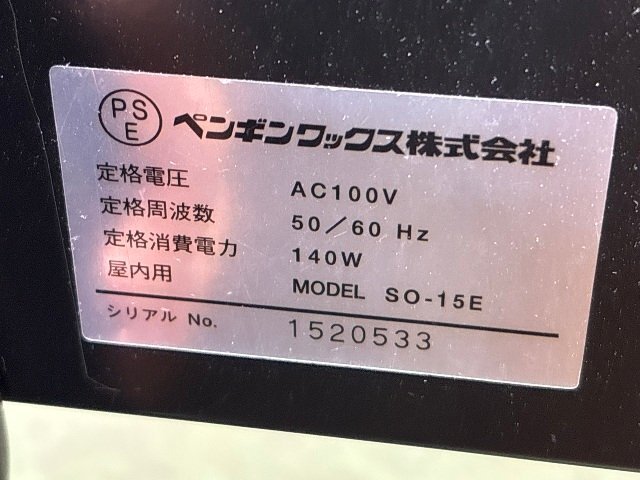 PS
E
ペンギンワックス株式会社
定格電圧 AC100V
定格周波数 50/60 Hz
定格消費電力 140W
屋内用 MODEL SO-15E
シリアル No. 1520533